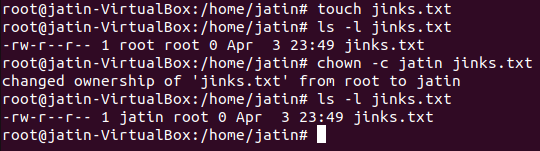 root@jatin-VirtualBox:/home/jatin# touch jinks.txt
root@jatin-VirtualBox:/home/jatin# ls -l jinks.txt
-rw-r--r-- 1 root root 0 Apr  3 23:49 jinks.txt
root@jatin-VirtualBox:/home/jatin# chown -c jatin jinks.txt
changed ownership of 'jinks.txt' from root to jatin
root@jatin-VirtualBox:/home/jatin# ls -l jinks.txt
-rw-r--r-- 1 jatin root 0 Apr  3 23:49 jinks.txt
root@jatin-VirtualBox:/home/jatin#